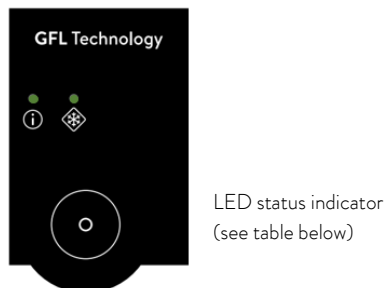 GFL Technology
LED status indicator
(see table below)